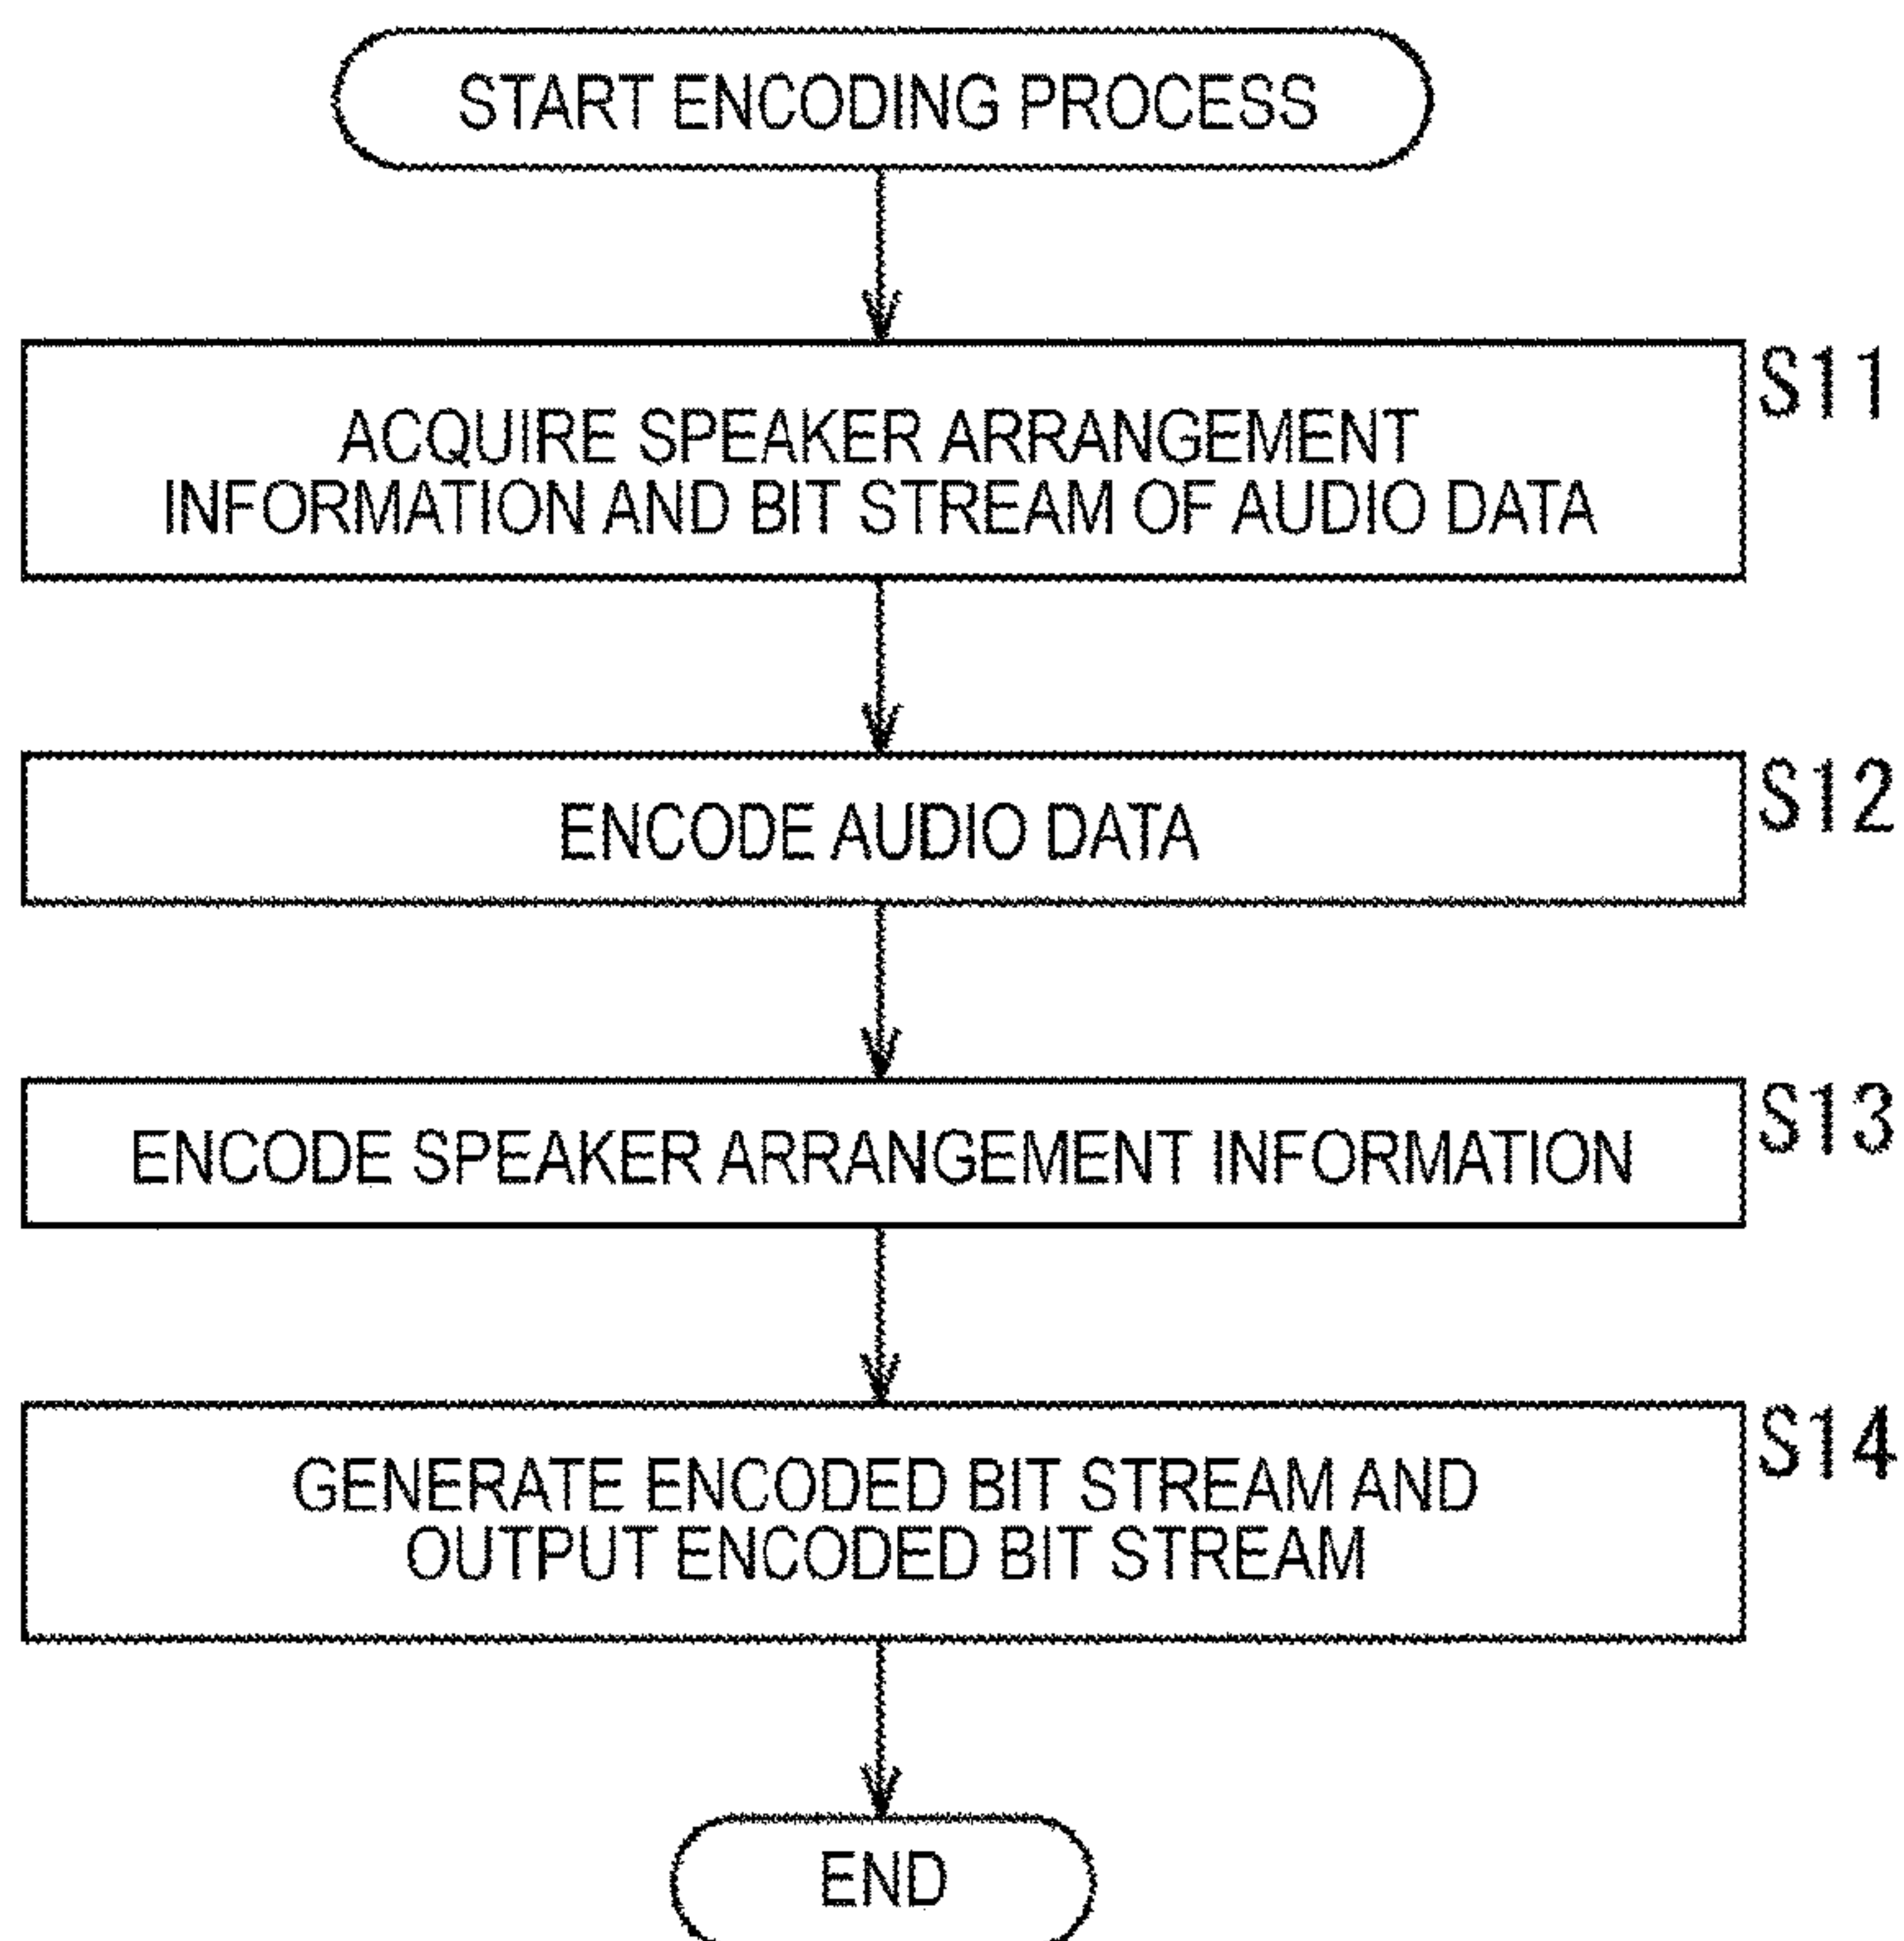 START ENCODING PROCESS
S11
ACQUIRE SPEAKER ARRANGEMENT
INFORMATION AND BIT STREAM OF AUDIO DATA
S12
ENCODE AUDIO DATA
S13
ENCODE SPEAKER ARRANGEMENT INFORMATION
S14
GENERATE ENCODED BIT STREAM AND
OUTPUT ENCODED BIT STREAM
END